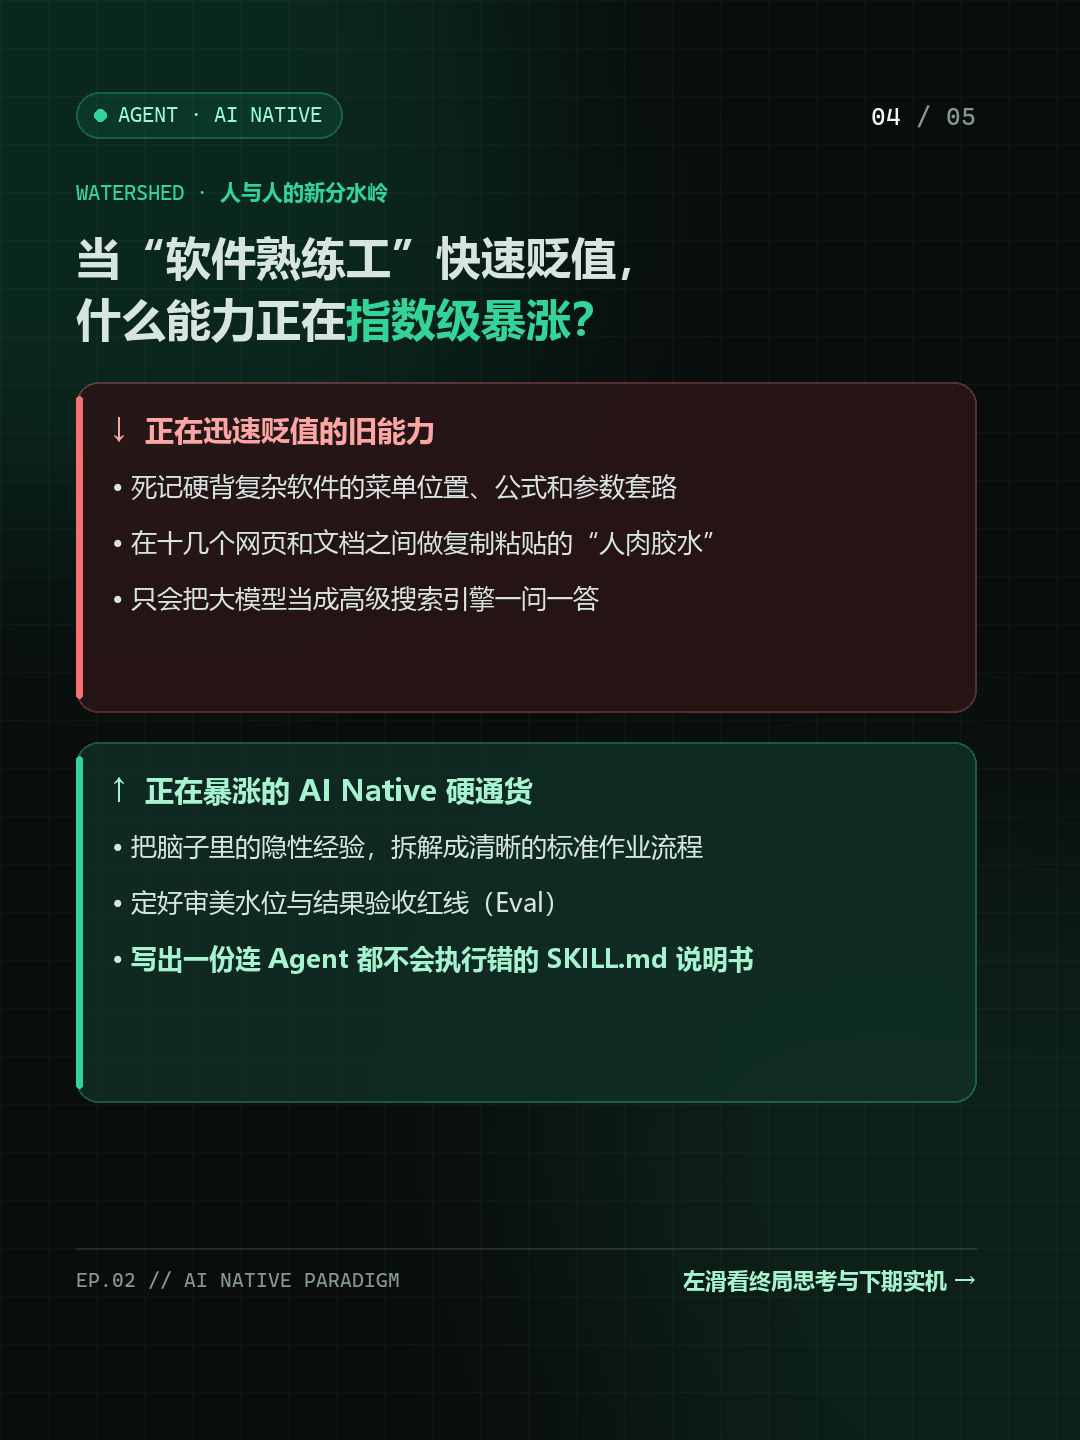 AGENT · AI NATIVE
04 / 05
WATERSHED · 人与人的新分水岭
当“软件熟练工”快速贬值，
什么能力正在指数级暴涨？
↓ 正在迅速贬值的旧能力
• 死记硬背复杂软件的菜单位置、公式和参数套路
• 在十几个网页和文档之间做复制粘贴的“人肉胶水”
• 只会把大模型当成高级搜索引擎一问一答
↑ 正在暴涨的 AI Native 硬通货
• 把脑子里的隐性经验，拆解成清晰的标准作业流程
• 定好审美水位与结果验收红线（Eval）
• 写出一份连 Agent 都不会执行错的 SKILL.md 说明书
EP.02 // AI NATIVE PARADIGM
左滑看终局思考与下期实机 →